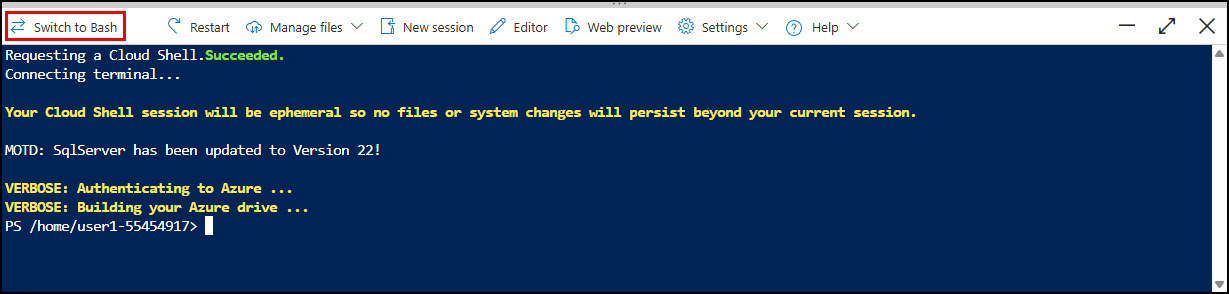 Switch to Bash Restart Manage files New session Editor Web preview Settings Help
Requesting a Cloud Shell.Succeeded.
Connecting terminal...
Your Cloud Shell session will be ephemeral so no files or system changes will persist beyond your current session.
MOTD: SqlServer has been updated to Version 22!
VERBOSE: Authenticating to Azure ...
VERBOSE: Building your Azure drive ...
PS /home/user1-55454917>